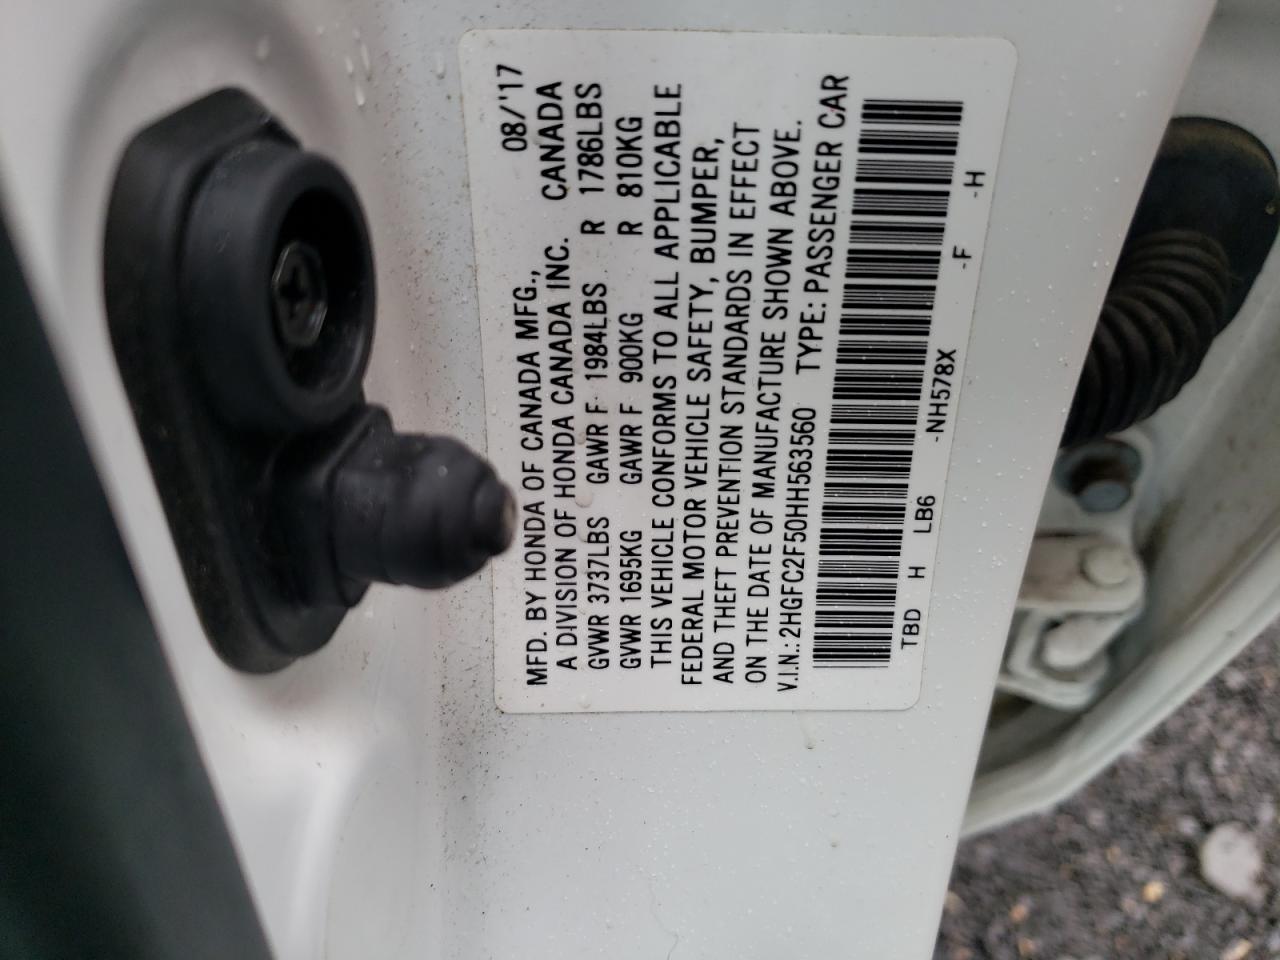 MFD. BY HONDA OF CANADA MFG., 08/'17
A DIVISION OF HONDA CANADA INC. CANADA
GVWR 3737LBS GAWR F 1984LBS R 1786LBS
GVWR 1695KG GAWR F 900KG R 810KG
THIS VEHICLE CONFORMS TO ALL APPLICABLE
FEDERAL MOTOR VEHICLE SAFETY, BUMPER,
AND THEFT PREVENTION STANDARDS IN EFFECT
ON THE DATE OF MANUFACTURE SHOWN ABOVE.
V.I.N.: 2HGFC2F50HH563560 TYPE: PASSENGER CAR
TBD H LB6 -NH578X -F -H